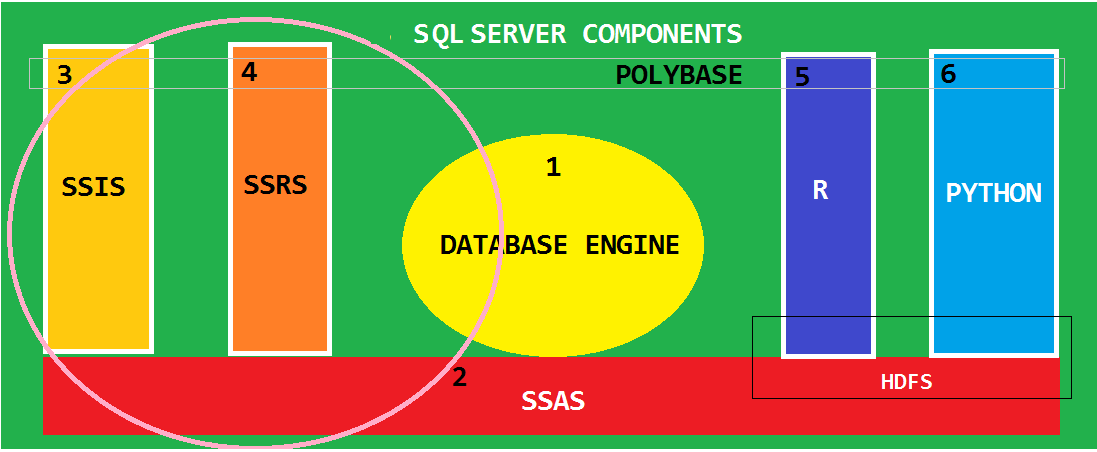 SQL SERVER COMPONENTS
3
4
POLYBASE
5
6
1
SSIS
SSRS
R
PYTHON
DATABASE ENGINE
2
HDFS
SSAS